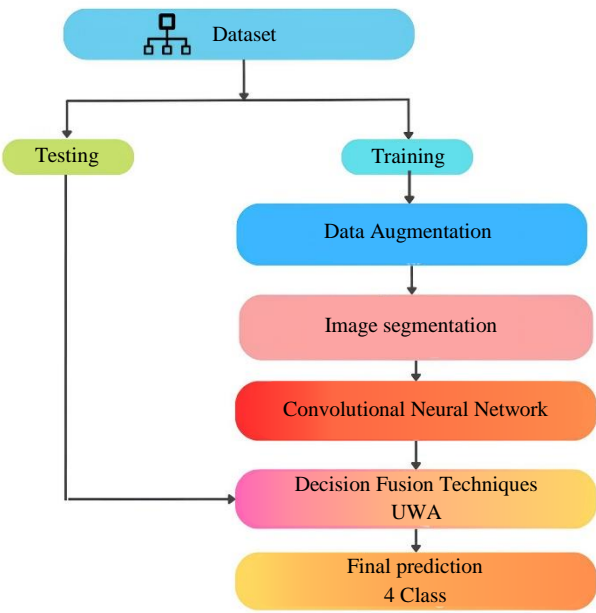 Dataset
Testing
Training
Data Augmentation
Image segmentation
Convolutional Neural Network
Decision Fusion Techniques
UWA
Final prediction
4 Class